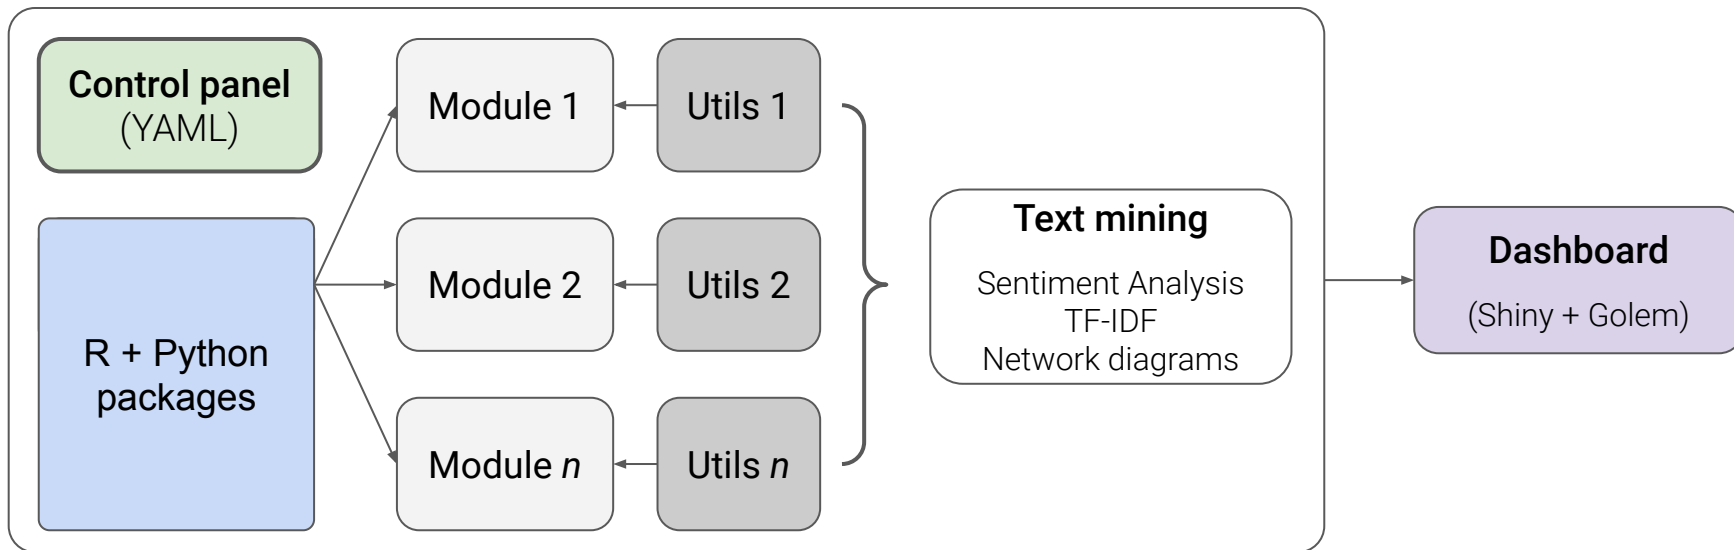 Control panel
(YAML)
R + Python
packages
Module 1
Utils 1
Module 2
Utils 2
Module n
Utils n
Text mining
Sentiment Analysis
TF-IDF
Network diagrams
Dashboard
(Shiny + Golem)